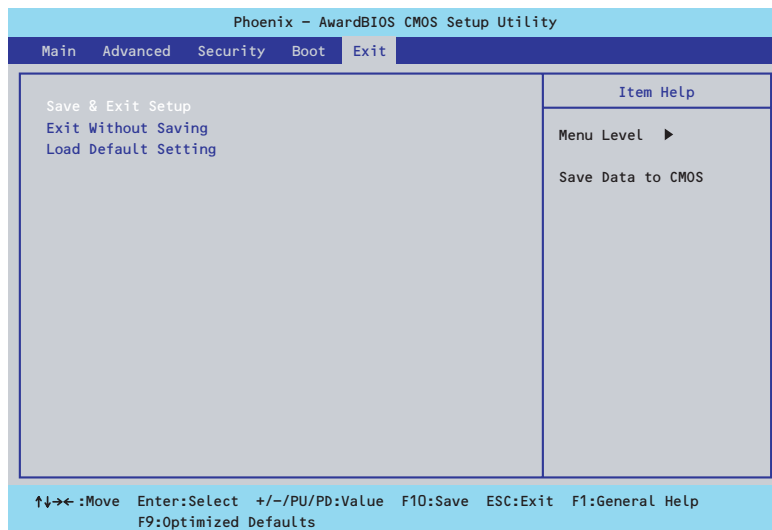 Phoenix – AwardBIOS CMOS Setup Utility
Main Advanced Security Boot Exit
Save & Exit Setup
Exit Without Saving
Load Default Setting
Item Help
Menu Level ▶
Save Data to CMOS
↑↓→←:Move Enter:Select +/–/PU/PD:Value F10:Save ESC:Exit F1:General Help
F9:Optimized Defaults